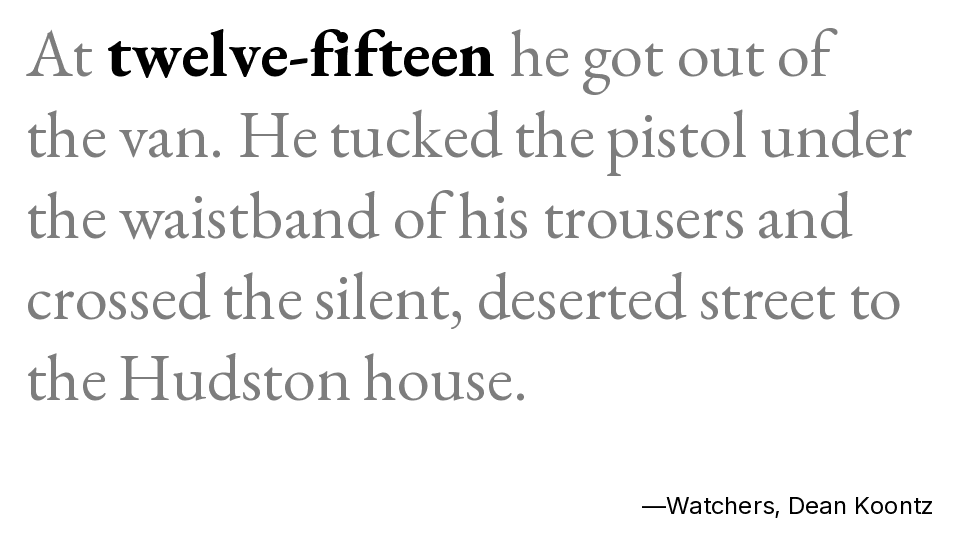 At twelve-fifteen he got out of
the van. He tucked the pistol under
the waistband of his trousers and
crossed the silent, deserted street to
the Hudston house.
—Watchers, Dean Koontz